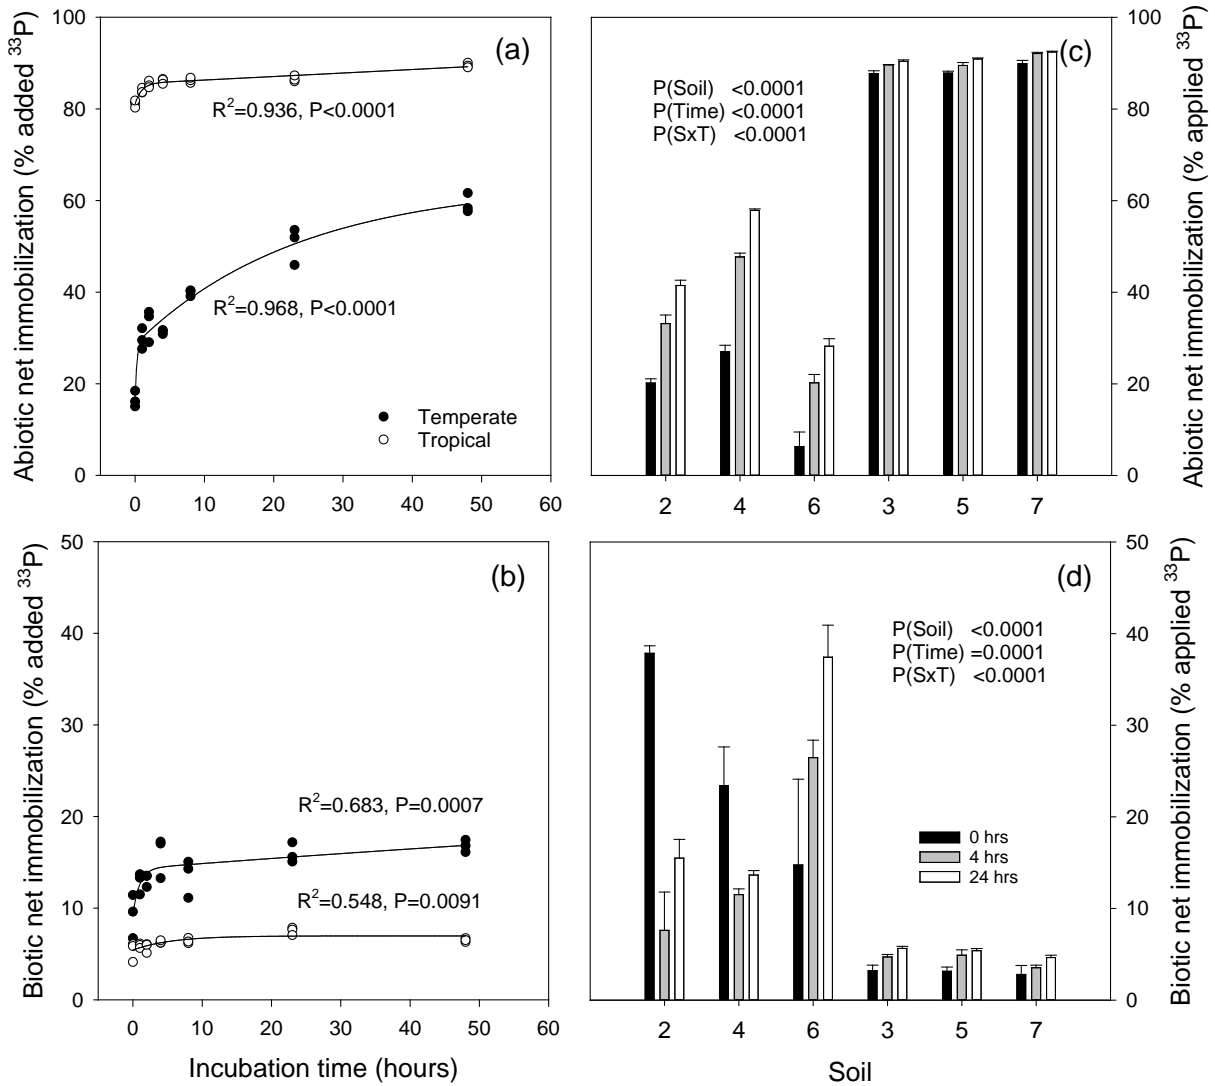 Abiotic net immobilization (% added ³³P)
100
80
60
40
20
0
(a)
R²=0.936, P<0.0001
R²=0.968, P<0.0001
Temperate
Tropical
0 10 20 30 40 50 60
(c)
P(Soil) <0.0001
P(Time) <0.0001
P(SxT) <0.0001
2 4 6 3 5 7
100
80
60
40
20
0
Abiotic net immobilization (% applied ³³P)
Biotic net immobilization (% added ³³P)
50
40
30
20
10
0
(b)
R²=0.683, P=0.0007
R²=0.548, P=0.0091
0 10 20 30 40 50 60
Incubation time (hours)
(d)
P(Soil) <0.0001
P(Time) =0.0001
P(SxT) <0.0001
0 hrs
4 hrs
24 hrs
2 4 6 3 5 7
Soil
50
40
30
20
10
0
Biotic net immobilization (% applied ³³P)